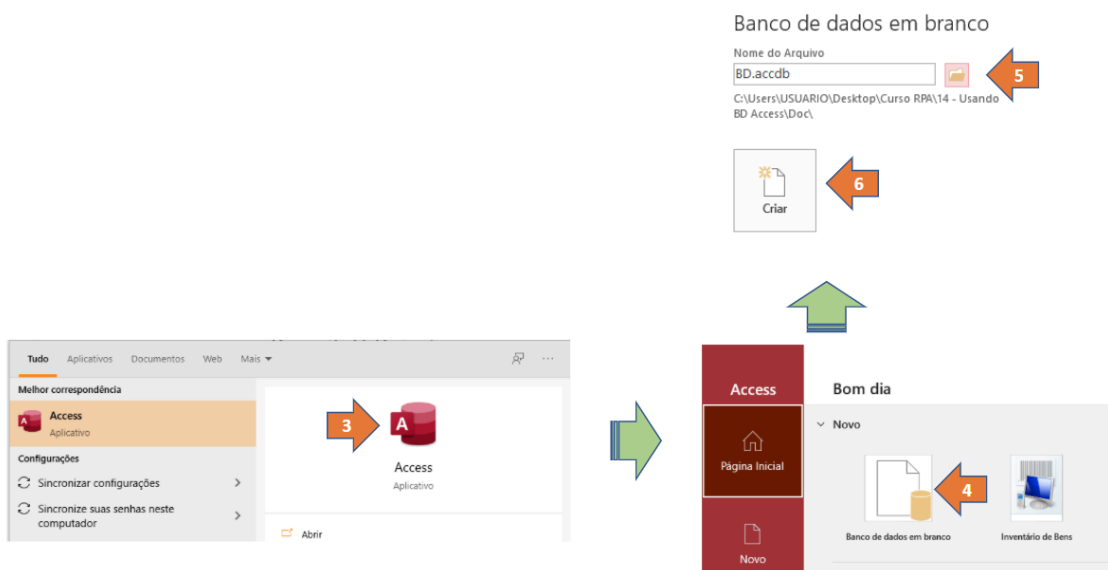 Banco de dados em branco
Nome do Arquivo
BD.accdb
5
C:\Users\USUARIO\Desktop\Curso RPA\14 - Usando
BD Access\Doc\
6
Criar
Tudo Aplicativos Documentos Web Mais
Melhor correspondência
Access
Aplicativo
Configurações
Sincronizar configurações
Sincronize suas senhas neste
computador
A
3
A
Access
Aplicativo
Abrir
Access
Página Inicial
Novo
Bom dia
Novo
4
Banco de dados em branco
Inventário de Bens